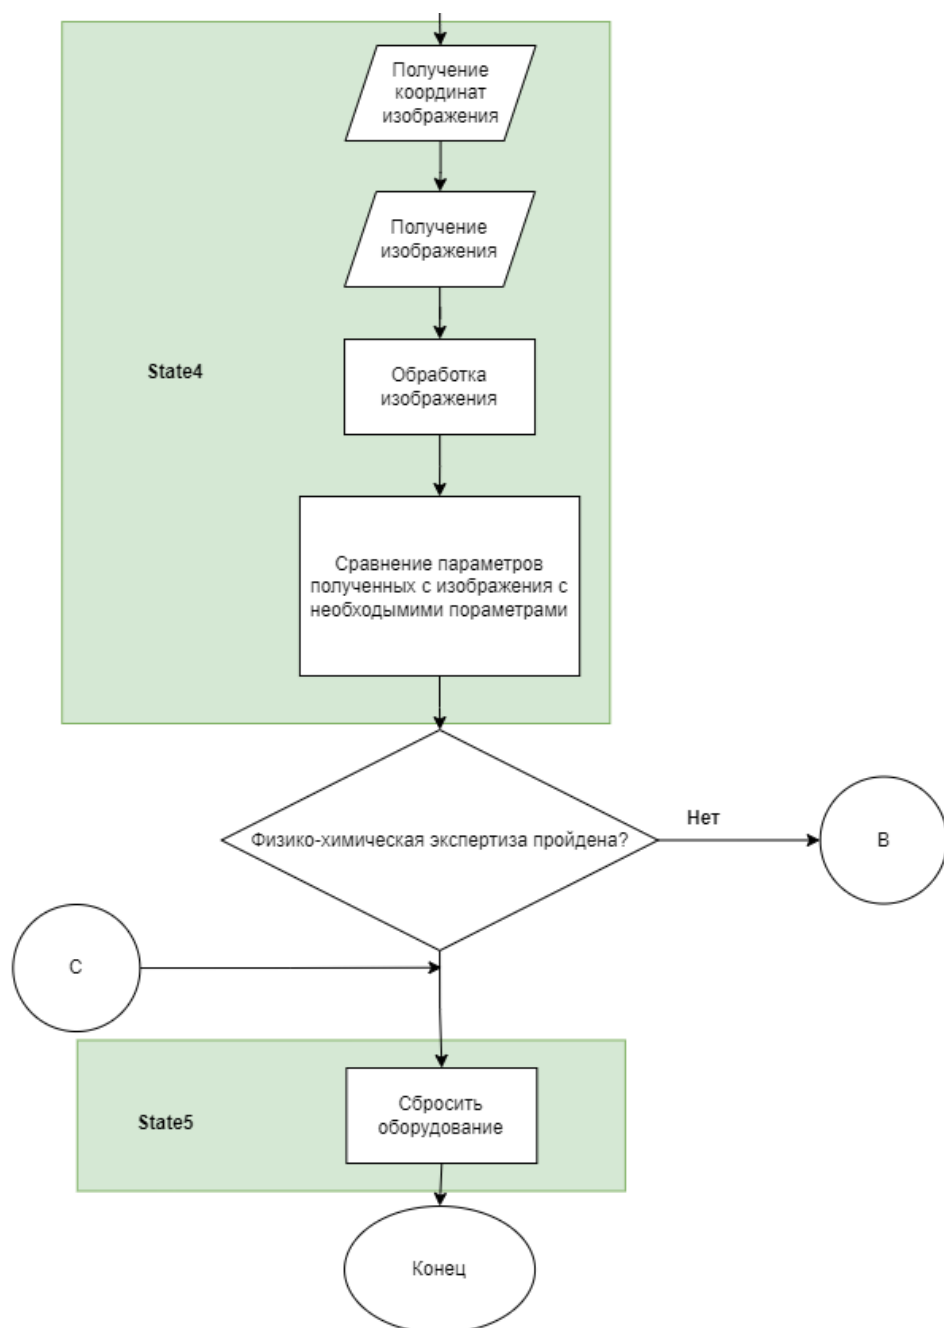 Получение
координат
изображения
Получение
изображения
State4
Обработка
изображения
Сравнение параметров
полученных с изображения с
необходымими пораметрами
Физико-химическая экспертиза пройдена?
Нет
B
C
State5
Сбросить
оборудование
Конец